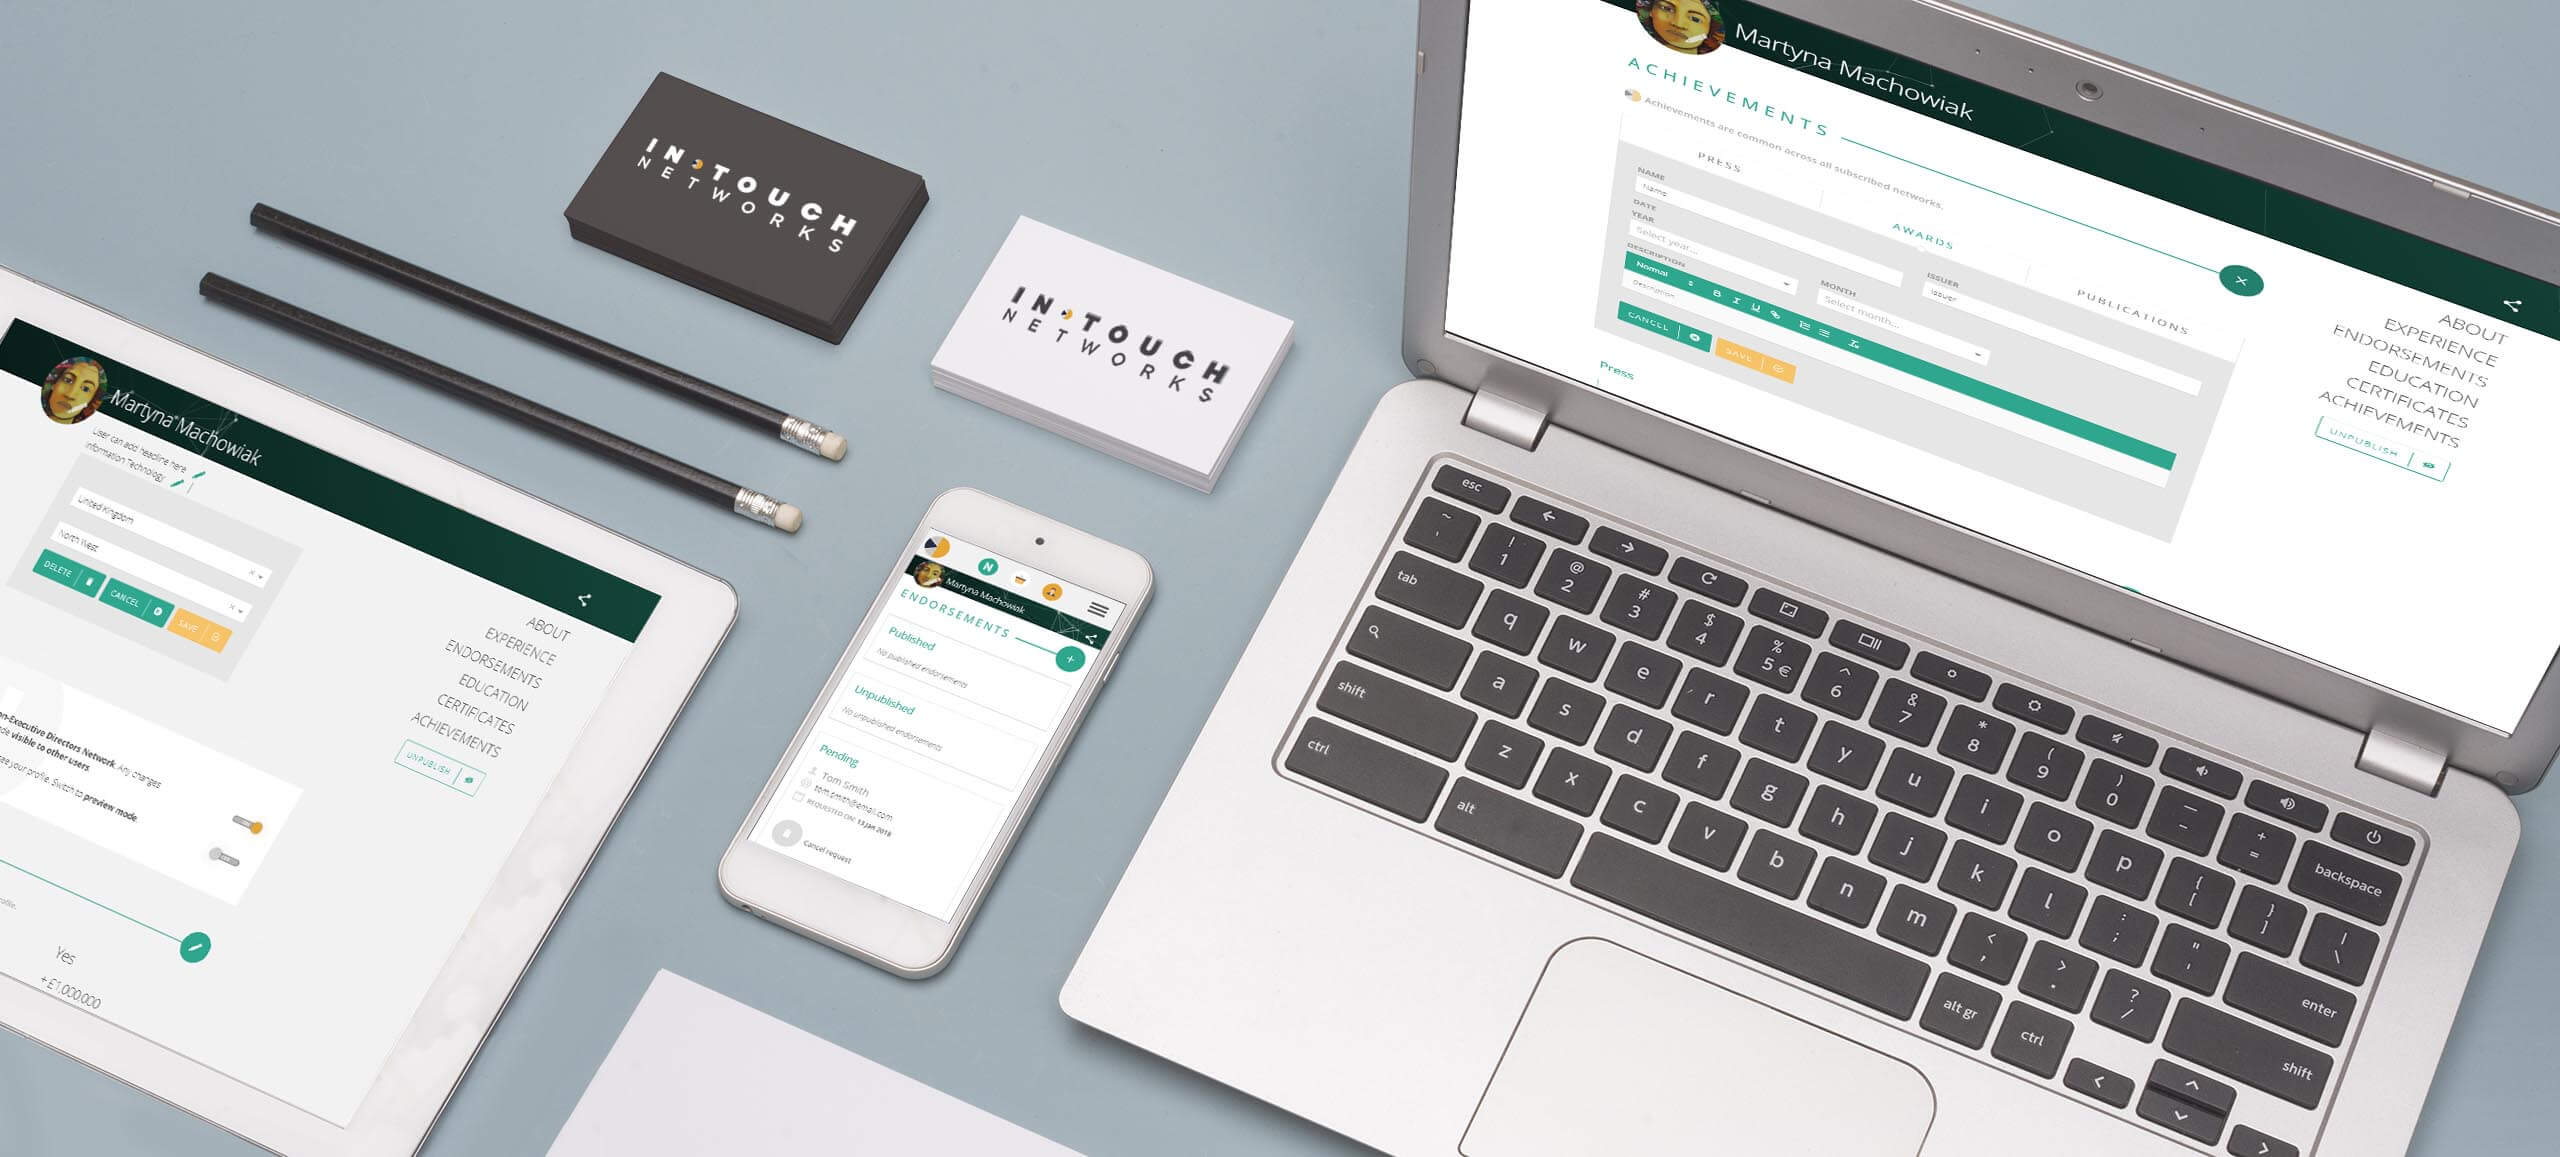 IN TOUCH
NETWORKS
IN TOUCH
NETWORKS
Martyna Machowiak
User can add headline here
Information Technology
United Kingdom
North West
DELETE
CANCEL
SAVE
ABOUT
EXPERIENCE
ENDORSEMENTS
EDUCATION
CERTIFICATES
ACHIEVEMENTS
UNPUBLISH
on-Executive Directors Network. Any changes
de visible to other users.
see your profile. Switch to preview mode.
Yes
+ £1,000,000
N
Martyna Machowiak
ENDORSEMENTS
+
Published
No published endorsements
Unpublished
No unpublished endorsements
Pending
Tom Smith
tom.smith@email.com
REQUESTED ON: 13 Jan 2018
Cancel request
Martyna Machowiak
ACHIEVEMENTS
Achievements are common across all subscribed networks.
PRESS
AWARDS
PUBLICATIONS
NAME
Name
ISSUER
Issuer
DATE
YEAR
Select year...
MONTH
Select month...
DESCRIPTION
Normal
B I U
Description
CANCEL
SAVE
Press
ABOUT
EXPERIENCE
ENDORSEMENTS
EDUCATION
CERTIFICATES
ACHIEVEMENTS
UNPUBLISH
esc
~ ! 1 @ 2 # 3 $ 4 % 5 € ^ 6 & 7 * 8 ( 9 ) 0 — - + = backspace
tab q w e r t y u i o p { [ } ] | \
a s d f g h j k l : ; " ' enter
shift z x c v b n m < , > . ? / shift
ctrl alt alt gr ctrl